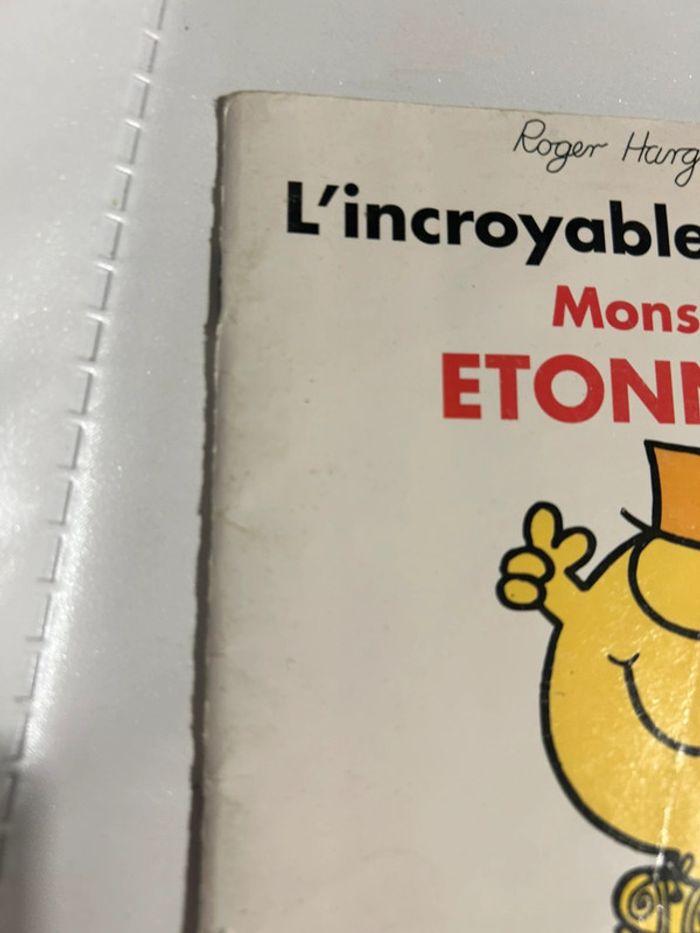 Roger Harg
L'incroyable
Mons
ETONN